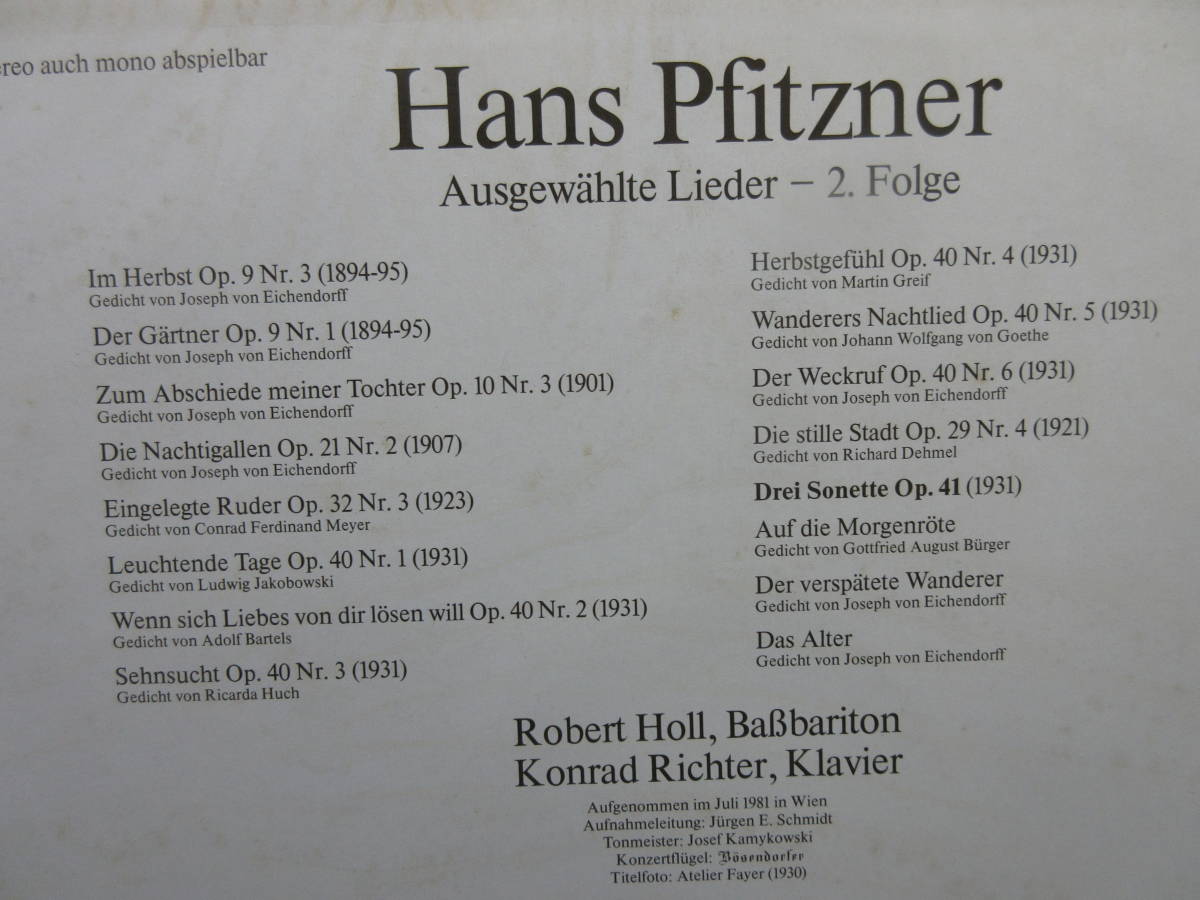 auch mono abspielbar
Hans Pfitzner
Ausgewählte Lieder – 2. Folge
Im Herbst Op. 9 Nr. 3 (1894-95)
Gedicht von Joseph von Eichendorff
Der Gärtner Op. 9 Nr. 1 (1894-95)
Gedicht von Joseph von Eichendorff
Zum Abschiede meiner Tochter Op. 10 Nr. 3 (1901)
Gedicht von Joseph von Eichendorff
Die Nachtigallen Op. 21 Nr. 2 (1907)
Gedicht von Joseph von Eichendorff
Eingelegte Ruder Op. 32 Nr. 3 (1923)
Gedicht von Conrad Ferdinand Meyer
Leuchtende Tage Op. 40 Nr. 1 (1931)
Gedicht von Ludwig Jakobowski
Wenn sich Liebes von dir lösen will Op. 40 Nr. 2 (1931)
Gedicht von Adolf Bartels
Sehnsucht Op. 40 Nr. 3 (1931)
Gedicht von Ricarda Huch
Herbstgefühl Op. 40 Nr. 4 (1931)
Gedicht von Martin Greif
Wanderers Nachtlied Op. 40 Nr. 5 (1931)
Gedicht von Johann Wolfgang von Goethe
Der Weckruf Op. 40 Nr. 6 (1931)
Gedicht von Joseph von Eichendorff
Die stille Stadt Op. 29 Nr. 4 (1921)
Gedicht von Richard Dehmel
Drei Sonette Op. 41 (1931)
Auf die Morgenröte
Gedicht von Gottfried August Bürger
Der verspätete Wanderer
Gedicht von Joseph von Eichendorff
Das Alter
Gedicht von Joseph von Eichendorff
Robert Holl, Baßbariton
Konrad Richter, Klavier
Aufgenommen im Juli 1981 in Wien
Aufnahmeleitung: Jürgen E. Schmidt
Tonmeister: Josef Kamykowski
Konzertflügel: Bösendorfer
Titelfoto: Atelier Fayer (1930)